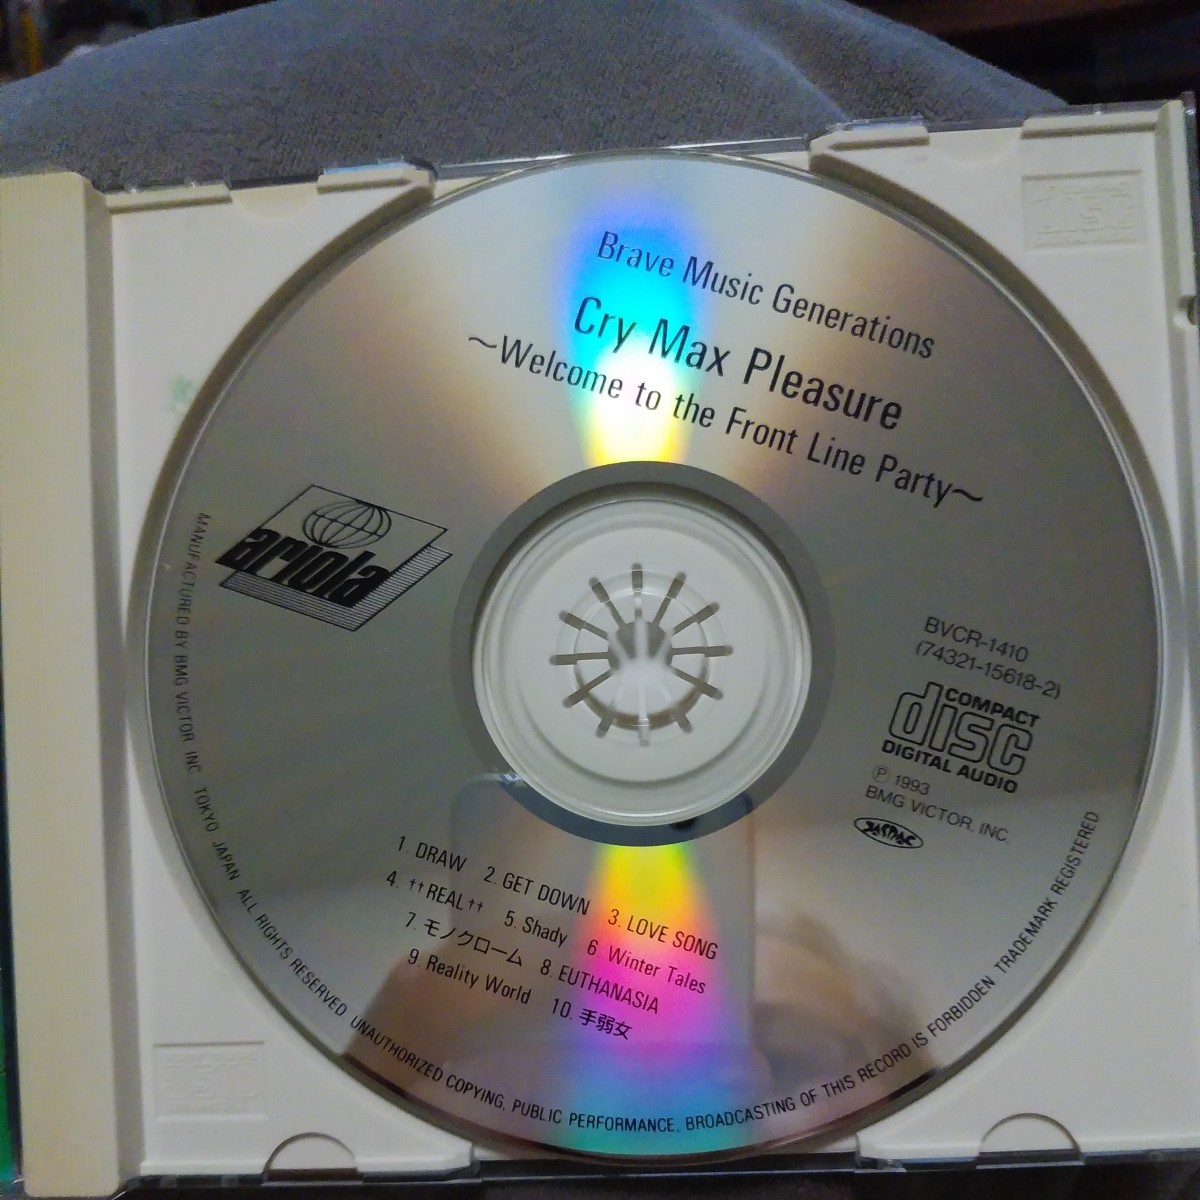 Brave Music Generations
Cry Max Pleasure
~Welcome to the Front Line Party~
ariola
BVCR-1410
(74321-15618-2)
COMPACT
disc
DIGITAL AUDIO
Ⓟ 1993
BMG VICTOR, INC.
JASRAC
1. DRAW 2. GET DOWN 3. LOVE SONG
4. ††REAL†† 5. Shady 6. Winter Tales
7. モノクローム 8 EUTHANASIA
9. Reality World 10. 手弱女
MANUFACTURED BY BMG VICTOR INC. TOKYO JAPAN ALL RIGHTS RESERVED UNAUTHORIZED COPYING, PUBLIC PERFORMANCE, BROADCASTING OF THIS RECORD IS FORBIDDEN TRADEMARK REGISTERED